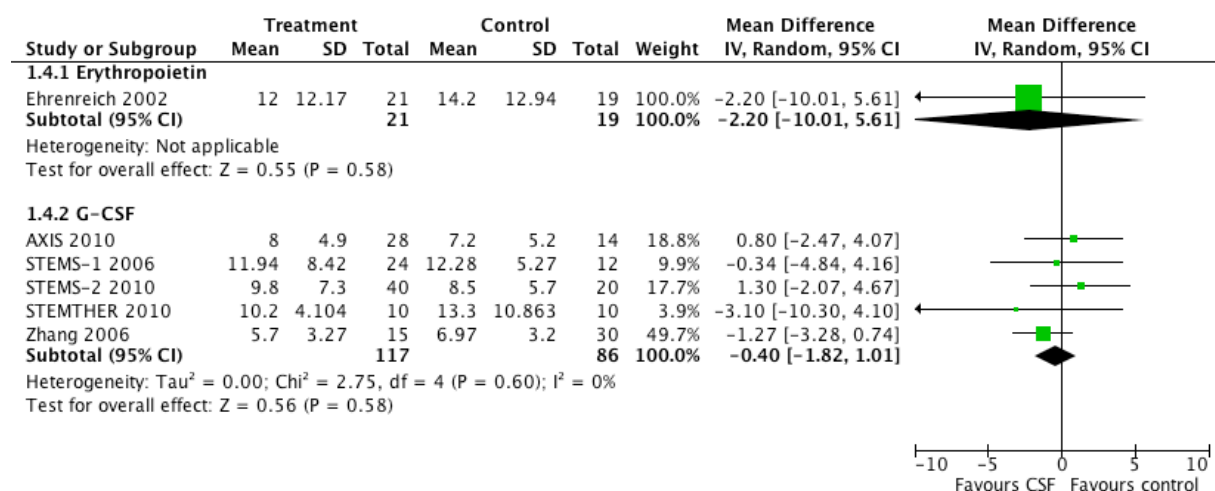 Treatment Control Mean Difference Mean Difference
Study or Subgroup Mean SD Total Mean SD Total Weight IV, Random, 95% CI IV, Random, 95% CI
1.4.1 Erythropoietin
Ehrenreich 2002 12 12.17 21 14.2 12.94 19 100.0% -2.20 [-10.01, 5.61]
Subtotal (95% CI) 21 19 100.0% -2.20 [-10.01, 5.61]
Heterogeneity: Not applicable
Test for overall effect: Z = 0.55 (P = 0.58)
1.4.2 G-CSF
AXIS 2010 8 4.9 28 7.2 5.2 14 18.8% 0.80 [-2.47, 4.07]
STEMS-1 2006 11.94 8.42 24 12.28 5.27 12 9.9% -0.34 [-4.84, 4.16]
STEMS-2 2010 9.8 7.3 40 8.5 5.7 20 17.7% 1.30 [-2.07, 4.67]
STEMTHER 2010 10.2 4.104 10 13.3 10.863 10 3.9% -3.10 [-10.30, 4.10]
Zhang 2006 5.7 3.27 15 6.97 3.2 30 49.7% -1.27 [-3.28, 0.74]
Subtotal (95% CI) 117 86 100.0% -0.40 [-1.82, 1.01]
Heterogeneity: Tau² = 0.00; Chi² = 2.75, df = 4 (P = 0.60); I² = 0%
Test for overall effect: Z = 0.56 (P = 0.58)
-10 -5 0 5 10
Favours CSF Favours control